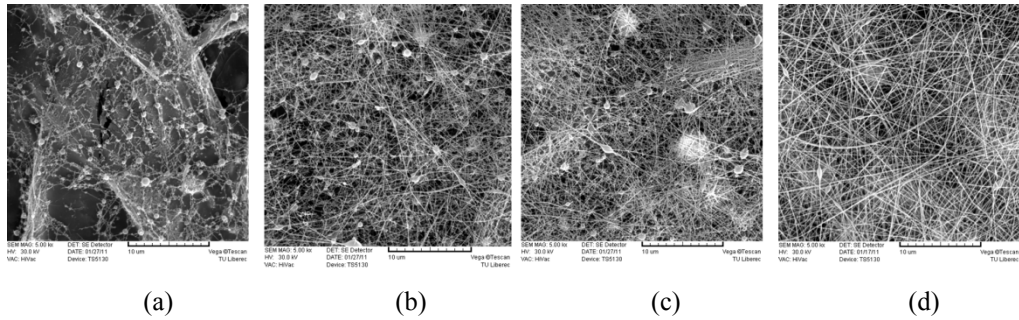 SEM MAG: 5.00 kx DET: SE Detector
HV: 30.0 kV DATE: 01/27/11 10 um Vega ©Tescan
VAC: HiVac Device: TS5130 TU Liberec
SEM MAG: 5.00 kx DET: SE Detector
HV: 30.0 kV DATE: 01/27/11 10 um Vega ©Tescan
VAC: HiVac Device: TS5130 TU Liberec
SEM MAG: 5.00 kx DET: SE Detector
HV: 30.0 kV DATE: 01/27/11 10 um Vega ©Tescan
VAC: HiVac Device: TS5130 TU Liberec
SEM MAG: 5.00 kx DET: SE Detector
HV: 30.0 kV DATE: 01/17/11 10 um Vega ©Tescan
VAC: HiVac Device: TS5130 TU Liberec
(a) (b) (c) (d)